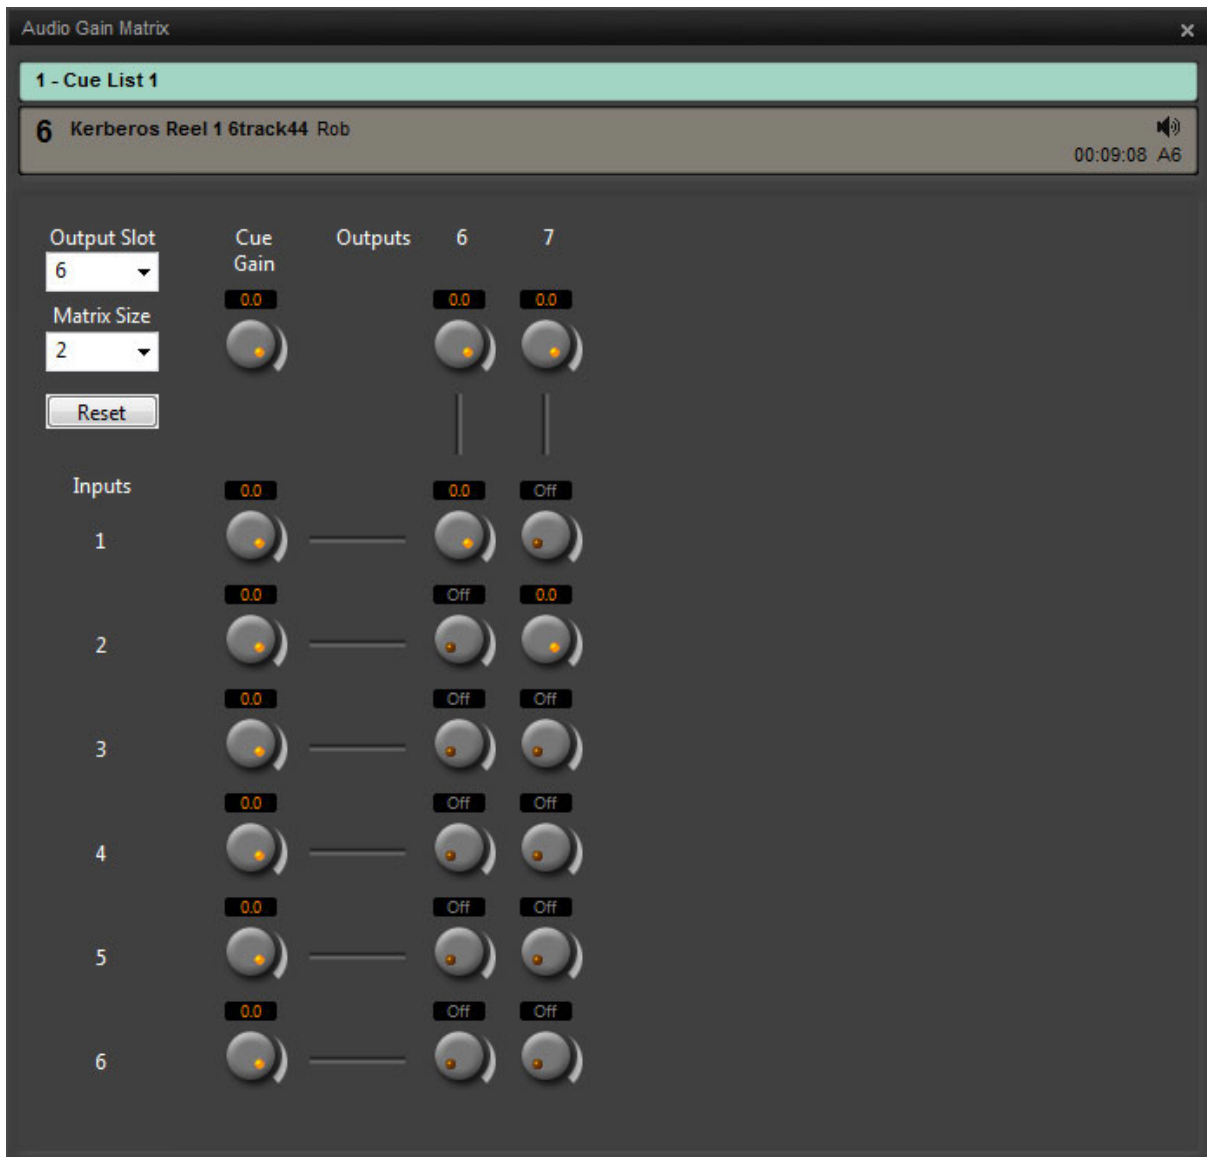 Audio Gain Matrix
1 - Cue List 1
6 Kerberos Reel 1 6track44 Rob
00:09:08 A6
Output Slot
6
Matrix Size
2
Reset
Cue
Gain
Outputs 6 7
0.0 0.0 0.0
Inputs
0.0 0.0 Off
1
0.0 Off 0.0
2
0.0 Off Off
3
0.0 Off Off
4
0.0 Off Off
5
0.0 Off Off
6